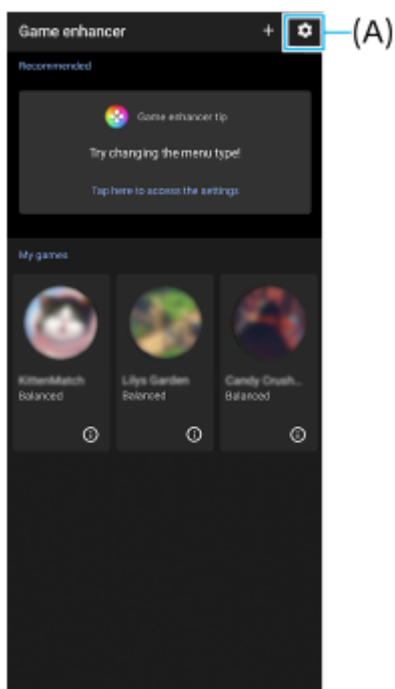 Game enhancer +
(A)
Recommended
Game enhancer tip
Try changing the menu type!
Tap here to access the settings
My games
KittenMatch
Lilys Garden
Candy Crush...
Balanced
Balanced
Balanced